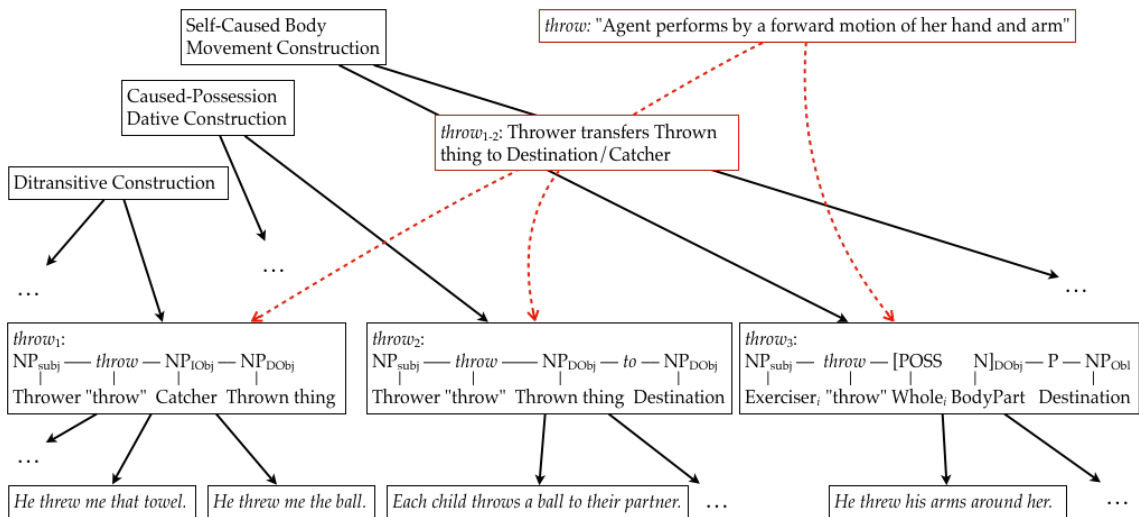 Self-Caused Body
Movement Construction
throw: "Agent performs by a forward motion of her hand and arm"
Caused-Possession
Dative Construction
throw1-2: Thrower transfers Thrown
thing to Destination/Catcher
Ditransitive Construction
...
...
...
throw1:
NPsubj — throw — NPIObj — NPDObj
Thrower "throw" Catcher Thrown thing
throw2:
NPsubj — throw — NPDObj — to — NPDObj
Thrower "throw" Thrown thing Destination
throw3:
NPsubj — throw — [POSS N]DObj — P — NPObl
Exerciseri "throw" Wholei BodyPart Destination
...
He threw me that towel.
He threw me the ball.
Each child throws a ball to their partner.
...
He threw his arms around her.
...